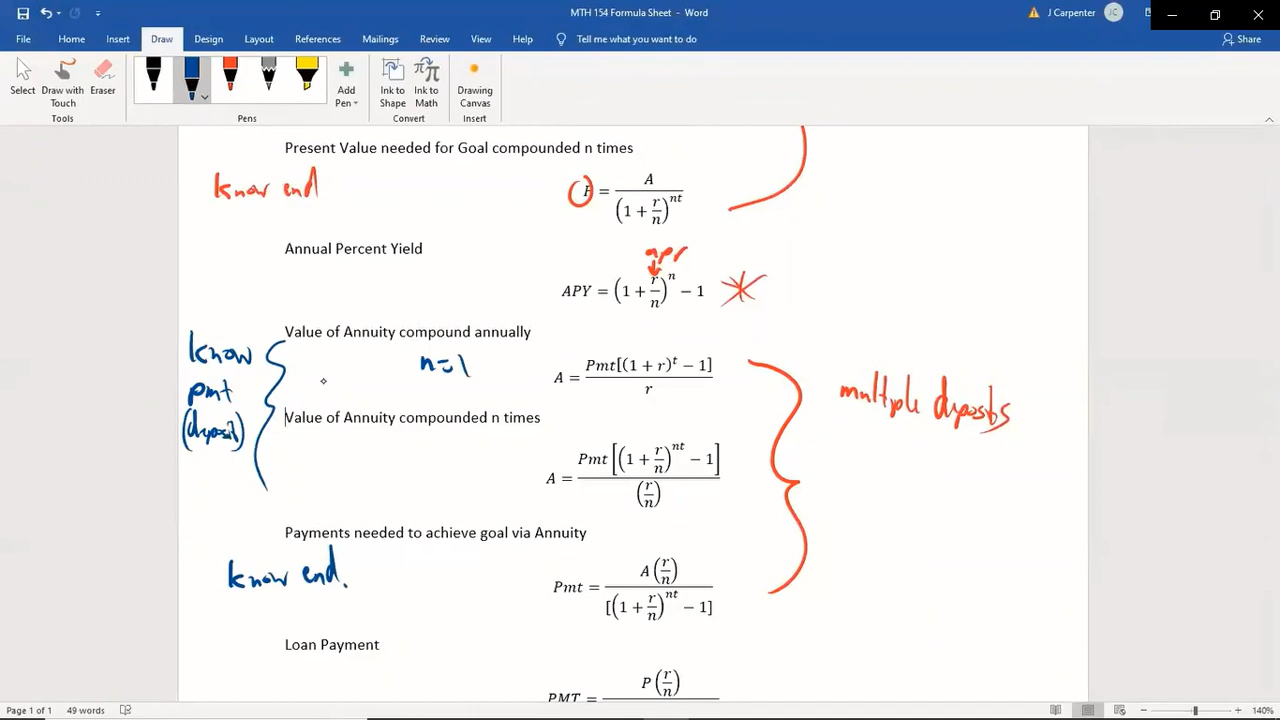 MTH 154 Formula Sheet - Word
J Carpenter
JC
File Home Insert Draw Design Layout References Mailings Review View Help Tell me what you want to do
Share
Select
Draw with Touch
Eraser
Add Pen
Ink to Shape
Ink to Math
Drawing Canvas
Tools
Pens
Convert
Insert
Present Value needed for Goal compounded n times
know end
P = A / (1 + r/n)^nt
Annual Percent Yield
apr
APY = (1 + r/n)^n − 1
Value of Annuity compound annually
know
pmt
(deposit)
n=1
A = Pmt[(1 + r)^t − 1] / r
multiple deposits
Value of Annuity compounded n times
A = Pmt[(1 + r/n)^nt − 1] / (r/n)
Payments needed to achieve goal via Annuity
know end.
Pmt = A(r/n) / [(1 + r/n)^nt − 1]
Loan Payment
PMT = P(r/n)
Page 1 of 1 49 words
140%